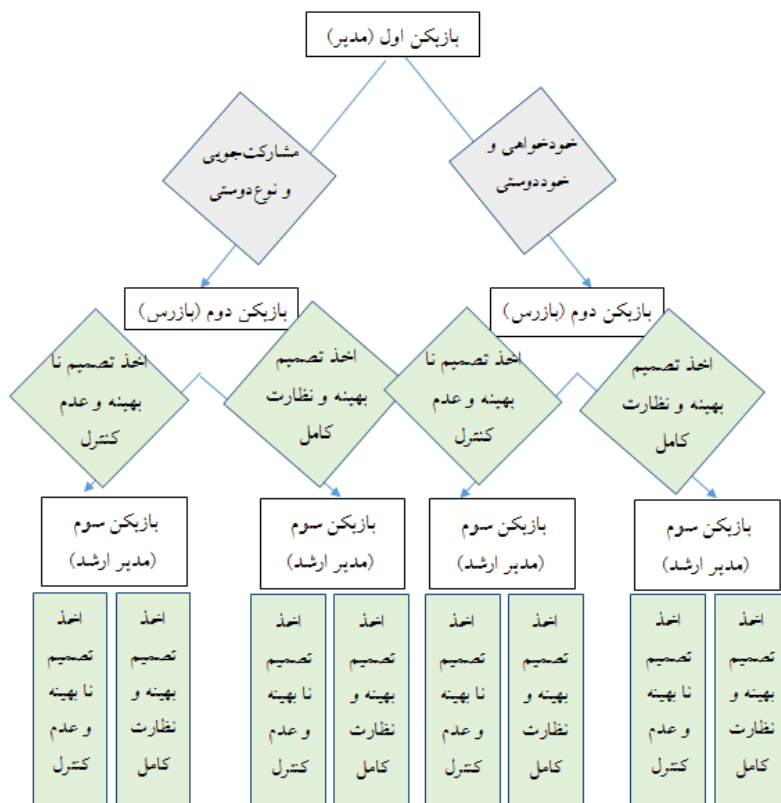 بازیکن اول (مدیر)
خودخواهی و
خوددوستی
مشارکت‌جویی
و نوع‌دوستی
بازیکن دوم (بازرس)
بازیکن دوم (بازرس)
اخذ تصمیم
بهینه و نظارت
کامل
اخذ تصمیم نا
بهینه و عدم
کنترل
اخذ تصمیم
بهینه و نظارت
کامل
اخذ تصمیم نا
بهینه و عدم
کنترل
بازیکن سوم
(مدیر ارشد)
بازیکن سوم
(مدیر ارشد)
بازیکن سوم
(مدیر ارشد)
بازیکن سوم
(مدیر ارشد)
اخذ
تصمیم
بهینه و
نظارت
کامل
اخذ
تصمیم
نا بهینه
و عدم
کنترل
اخذ
تصمیم
بهینه و
نظارت
کامل
اخذ
تصمیم
نا بهینه
و عدم
کنترل
اخذ
تصمیم
بهینه و
نظارت
کامل
اخذ
تصمیم
نا بهینه
و عدم
کنترل
اخذ
تصمیم
بهینه و
نظارت
کامل
اخذ
تصمیم
نا بهینه
و عدم
کنترل